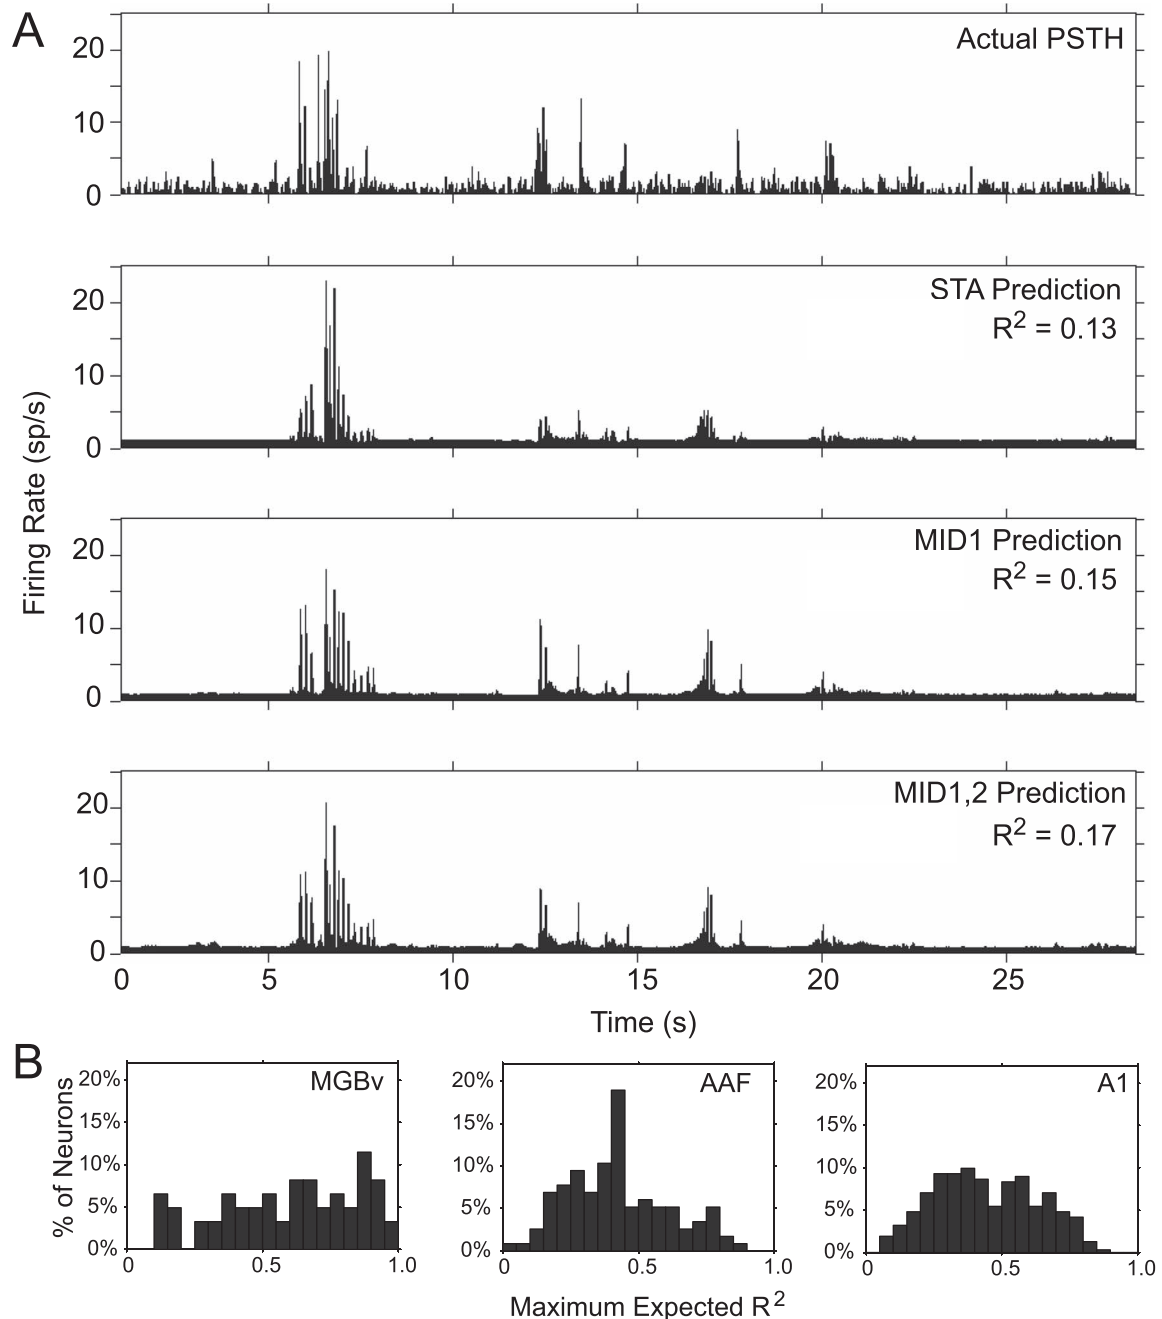 A
Actual PSTH
20
10
0
STA Prediction
R² = 0.13
20
10
0
Firing Rate (sp/s)
MID1 Prediction
R² = 0.15
20
10
0
MID1,2 Prediction
R² = 0.17
20
10
0
0 5 10 15 20 25
Time (s)
B
% of Neurons
MGBv
20%
15%
10%
5%
0%
0 0.5 1.0
AAF
20%
15%
10%
5%
0%
0 0.5 1.0
A1
20%
15%
10%
5%
0%
0 0.5 1.0
Maximum Expected R²